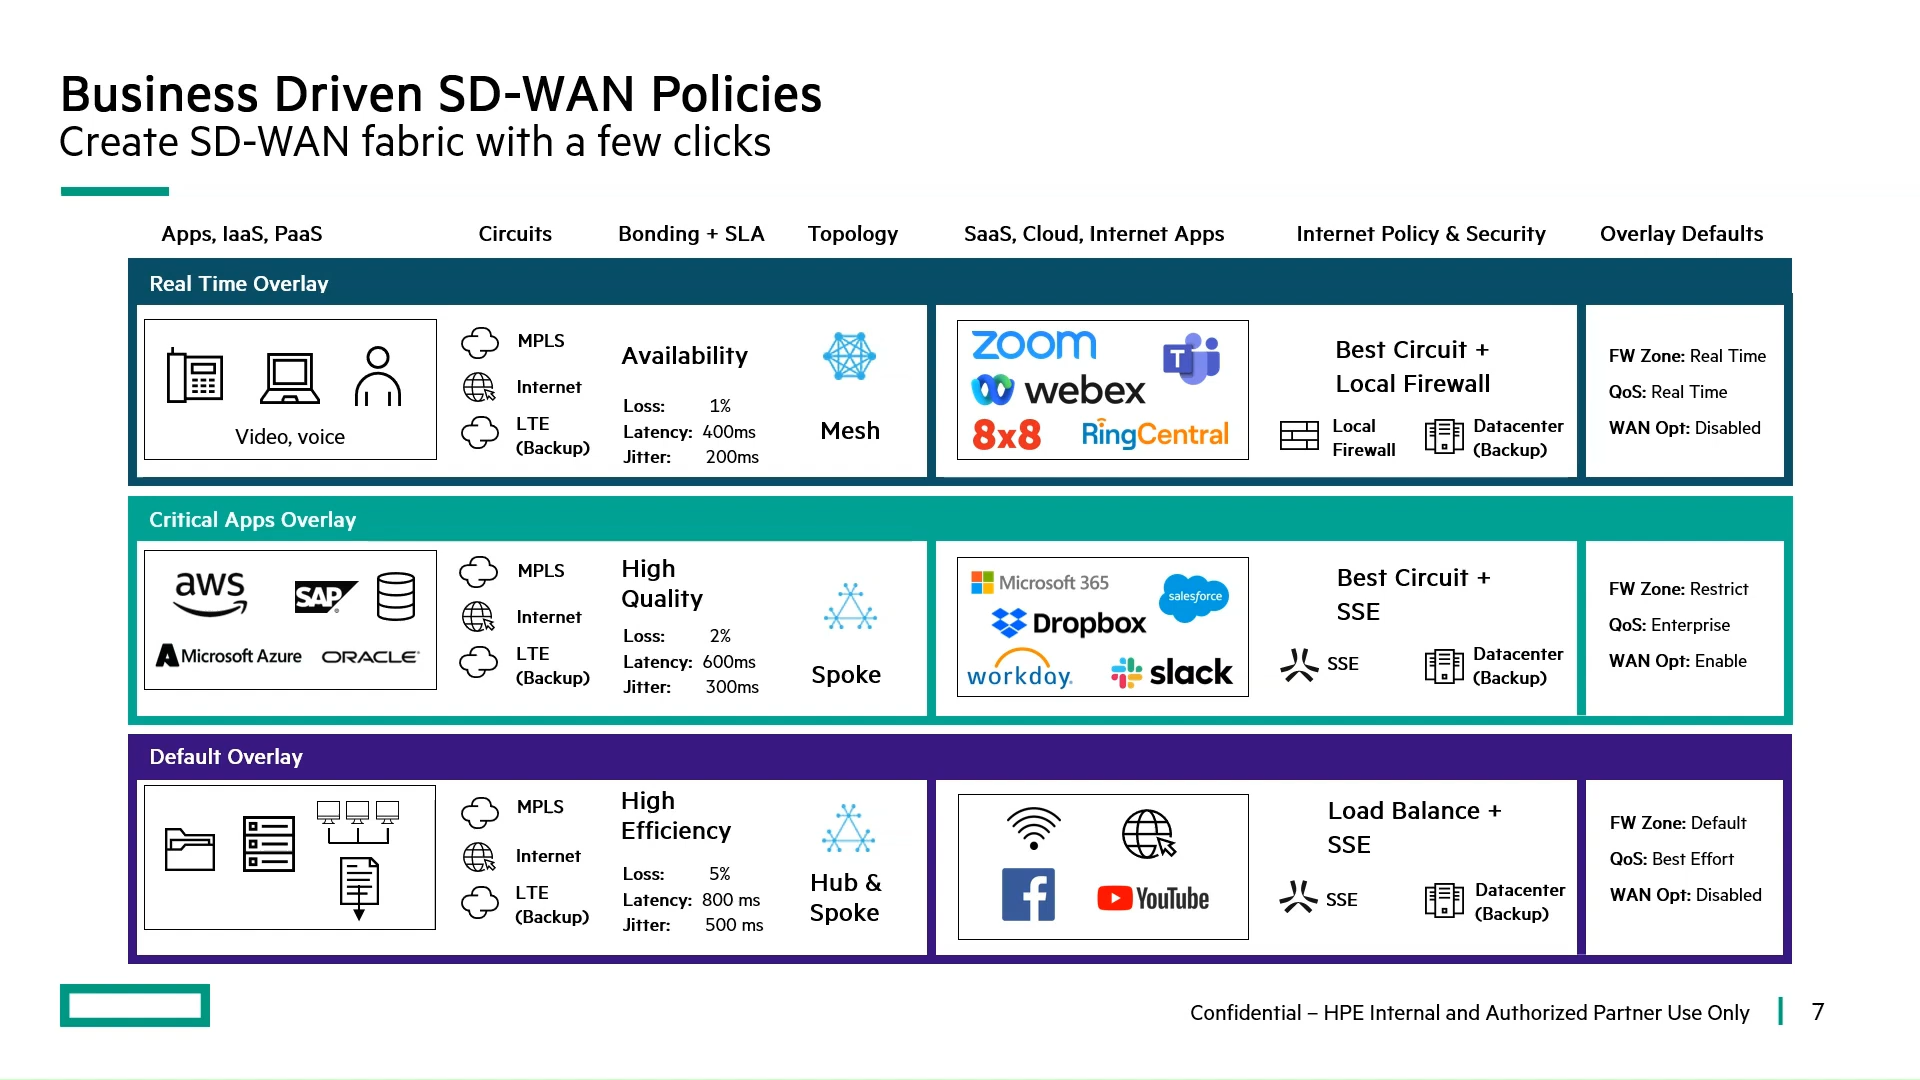 Business Driven SD-WAN Policies
Create SD-WAN fabric with a few clicks
Apps, IaaS, PaaS
Circuits
Bonding + SLA
Topology
SaaS, Cloud, Internet Apps
Internet Policy & Security
Overlay Defaults
Real Time Overlay
Video, voice
MPLS
Internet
LTE
(Backup)
Availability
Loss: 1%
Latency: 400ms
Jitter: 200ms
Mesh
zoom
T
webex
8x8
RingCentral
Best Circuit +
Local Firewall
Local
Firewall
Datacenter
(Backup)
FW Zone: Real Time
QoS: Real Time
WAN Opt: Disabled
Critical Apps Overlay
aws
SAP
Microsoft Azure
ORACLE
MPLS
Internet
LTE
(Backup)
High
Quality
Loss: 2%
Latency: 600ms
Jitter: 300ms
Spoke
Microsoft 365
salesforce
Dropbox
workday.
slack
Best Circuit +
SSE
SSE
Datacenter
(Backup)
FW Zone: Restrict
QoS: Enterprise
WAN Opt: Enable
Default Overlay
MPLS
Internet
LTE
(Backup)
High
Efficiency
Loss: 5%
Latency: 800 ms
Jitter: 500 ms
Hub &
Spoke
f
YouTube
Load Balance +
SSE
SSE
Datacenter
(Backup)
FW Zone: Default
QoS: Best Effort
WAN Opt: Disabled
Confidential – HPE Internal and Authorized Partner Use Only
7